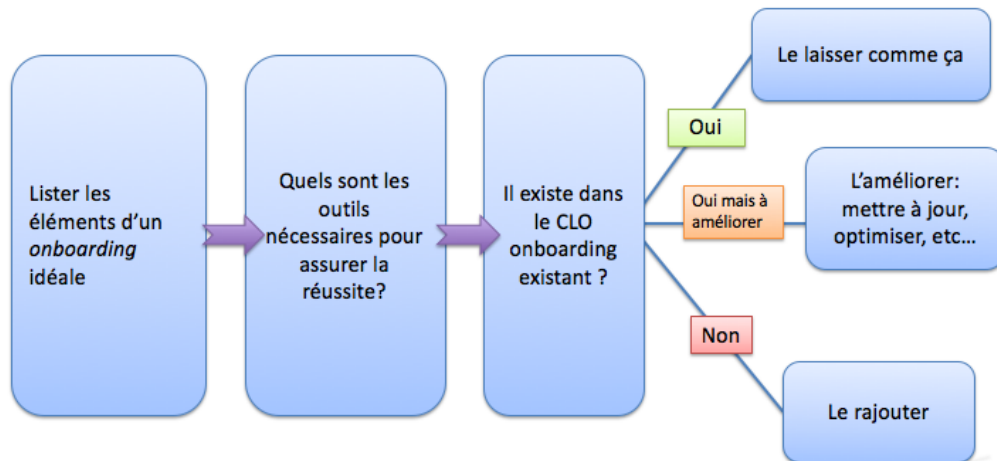 Lister les
éléments d'un
onboarding
idéale
Quels sont les
outils
nécessaires pour
assurer la
réussite?
Il existe dans
le CLO
onboarding
existant ?
Oui
Le laisser comme ça
Oui mais à
améliorer
L'améliorer:
mettre à jour,
optimiser, etc...
Non
Le rajouter